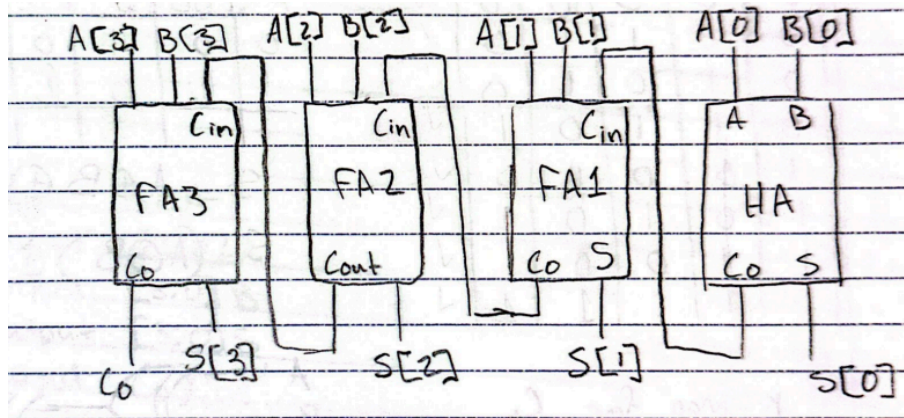 A[3] B[3] A[2] B[2] A[1] B[1] A[0] B[0]
Cin Cin Cin A B
FA3 FA2 FA1 HA
Co Cout Co S Co S
Co S[3] S[2] S[1] S[0]